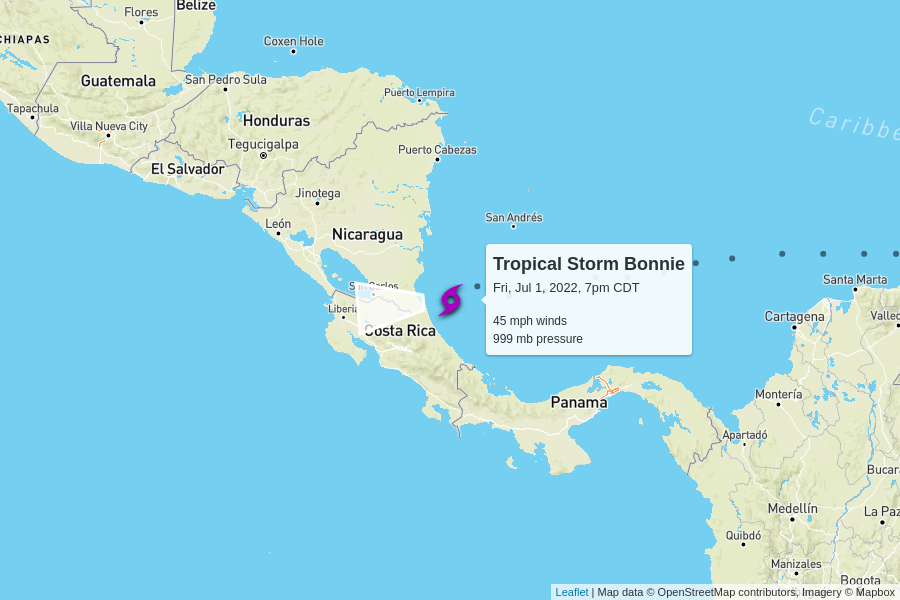 Belize
Flores
CHIAPAS
Coxen Hole
Guatemala
San Pedro Sula
Puerto Lempira
Tapachula
Villa Nueva City
Honduras
Caribbe
Tegucigalpa
Puerto Cabezas
El Salvador
Jinotega
León
San Andrés
Nicaragua
Tropical Storm Bonnie
Fri, Jul 1, 2022, 7pm CDT
45 mph winds
999 mb pressure
San Carlos
Santa Marta
Liberia
Costa Rica
Cartagena
Valled
Panama
Montería
Apartadó
Bucar
Medellín
La Paz
Quibdó
Manizales
Bogota
Leaflet | Map data © OpenStreetMap contributors, Imagery © Mapbox